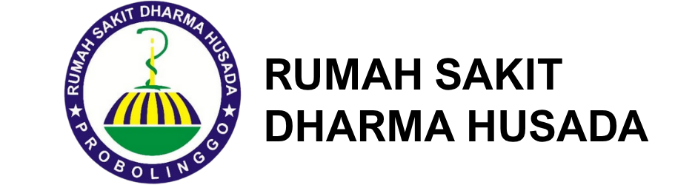 RUMAH SAKIT DHARMA HUSADA
★ PROBOLINGGO ★
RUMAH SAKIT
DHARMA HUSADA